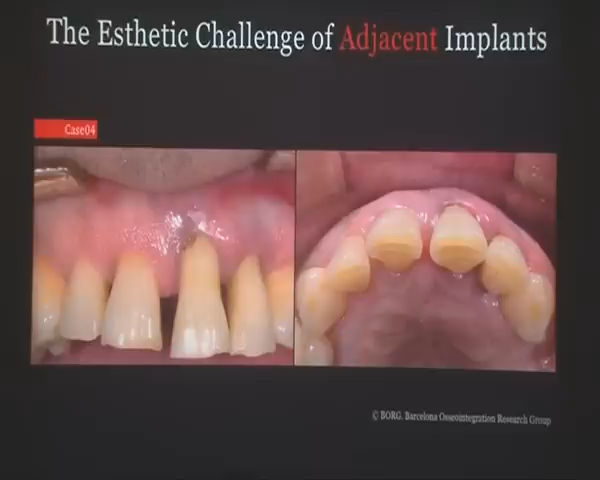 The Esthetic Challenge of Adjacent Implants
Case04
© BORG. Barcelona Osseointegration Research Group